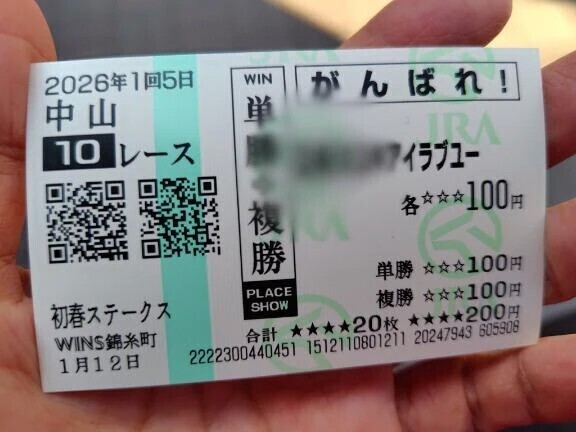 2026年1回5日
中山
10レース
初春ステークス
WINS錦糸町
1月12日
WIN
単勝+複勝
PLACE
SHOW
がんばれ!
アイラブユー
JRA
各☆☆☆100円
単勝 ☆☆☆100円
複勝 ☆☆☆100円
合計 ★★★★20枚 ★★★★200円
2222300440451 1512110801211 20247943 605908